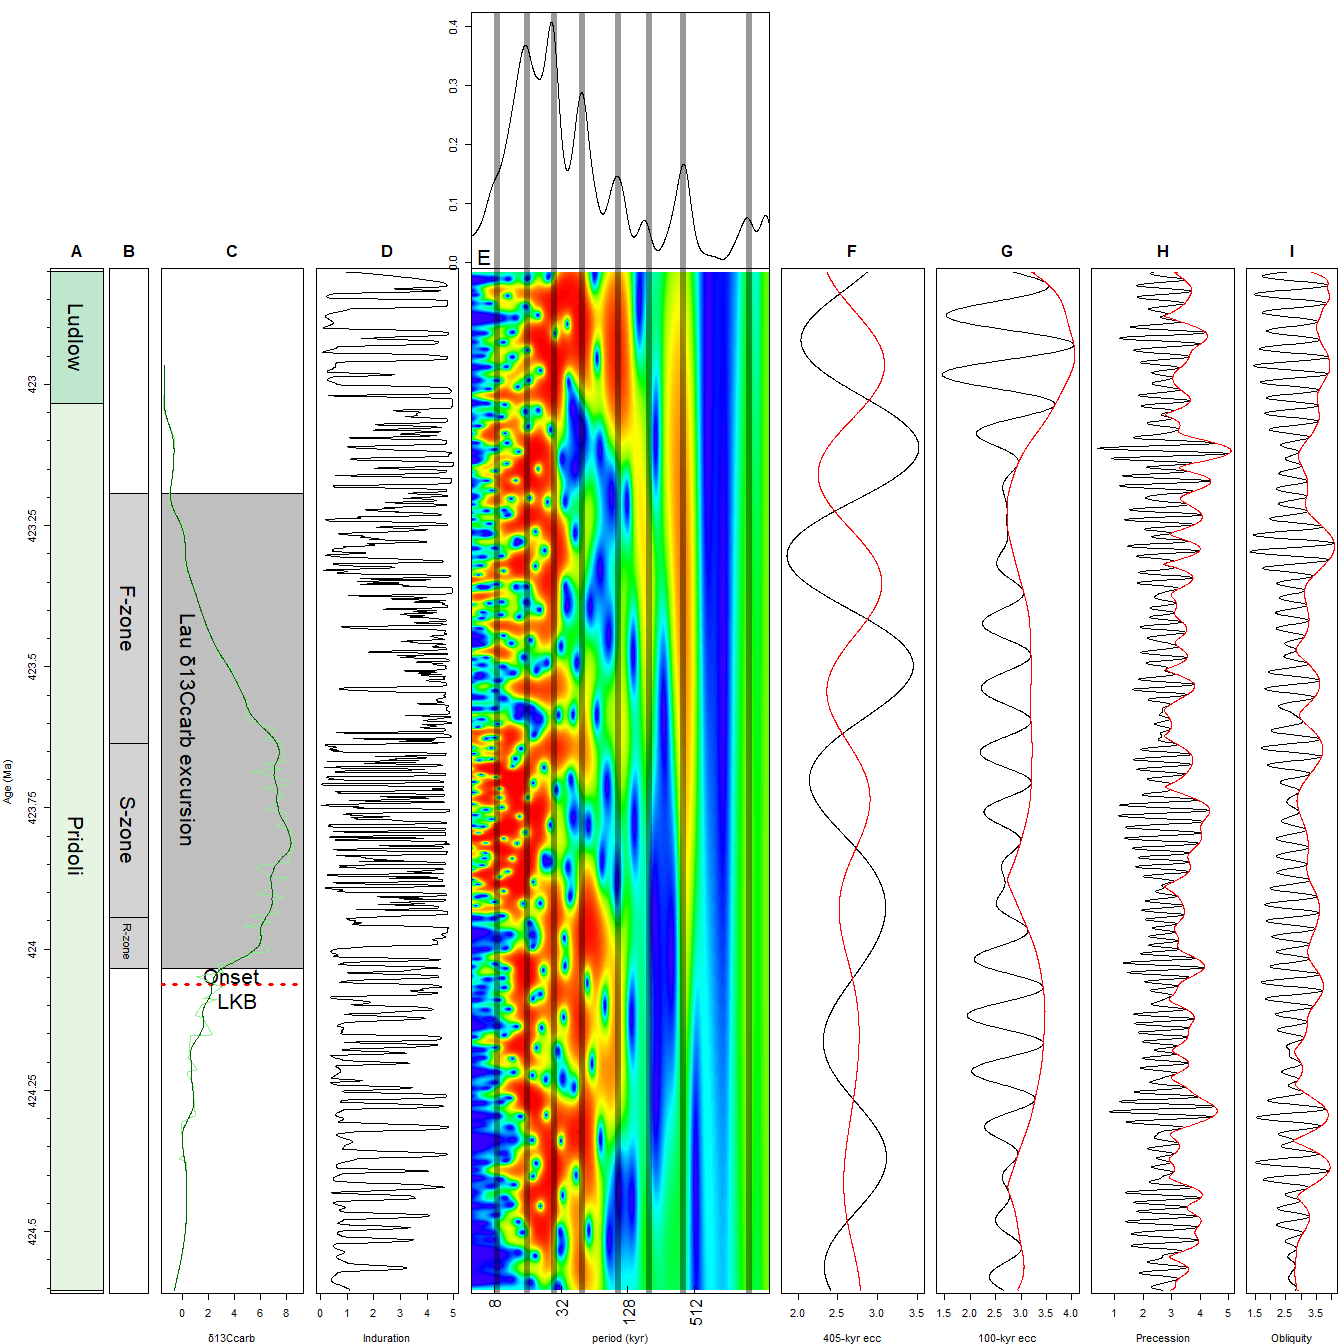 0.4
0.3
0.2
0.1
0.0
A
B
C
D
E
F
G
H
I
Ludlow
Pridoli
F-zone
S-zone
R-zone
Lau δ13Ccarb excursion
Onset
LKB
Age (Ma)
423
423.25
423.5
423.75
424
424.25
424.5
0 2 4 6 8
δ13Ccarb
0 1 2 3 4 5
Induration
8 32 128 512
period (kyr)
2.0 2.5 3.0 3.5
405-kyr ecc
1.5 2.0 2.5 3.0 3.5 4.0
100-kyr ecc
1 2 3 4 5
Precession
1.5 2.5 3.5
Obliquity